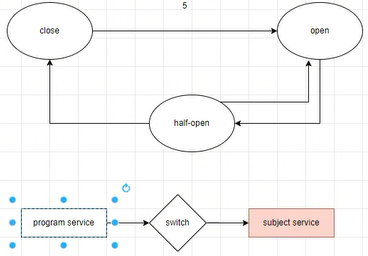 5
close
open
half-open
program service
switch
subject service